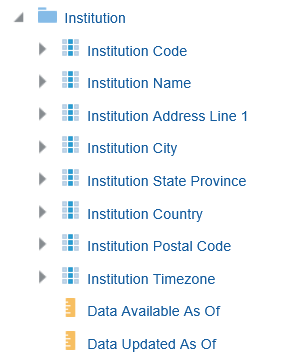 Institution
Institution Code
Institution Name
Institution Address Line 1
Institution City
Institution State Province
Institution Country
Institution Postal Code
Institution Timezone
Data Available As Of
Data Updated As Of